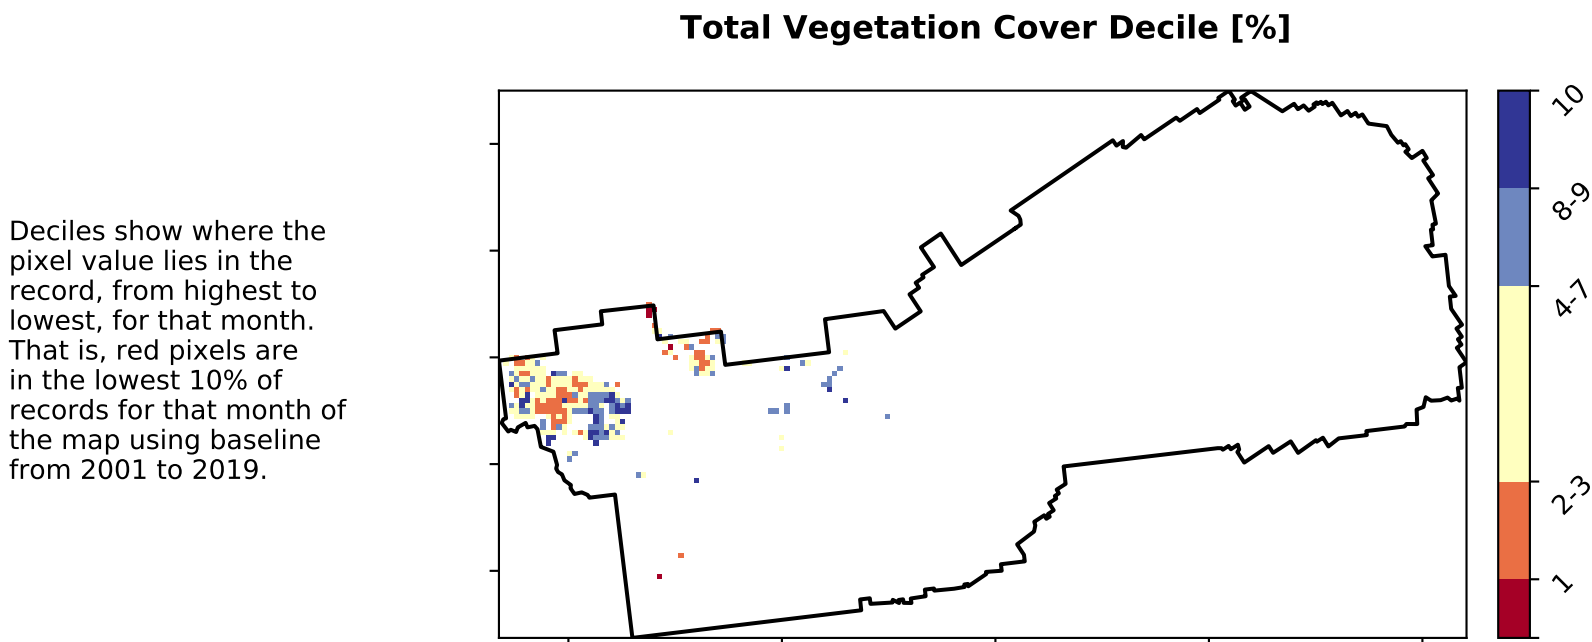 Total Vegetation Cover Decile [%]
Deciles show where the
pixel value lies in the
record, from highest to
lowest, for that month.
That is, red pixels are
in the lowest 10% of
records for that month of
the map using baseline
from 2001 to 2019.
10
8-9
4-7
2-3
1